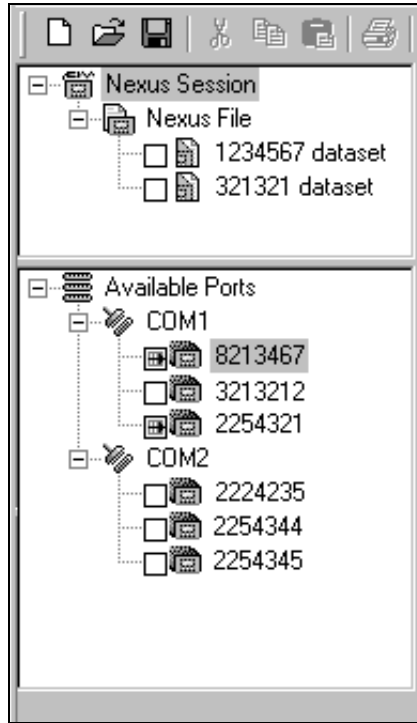 Nexus Session
Nexus File
1234567 dataset
321321 dataset
Available Ports
COM1
8213467
3213212
2254321
COM2
2224235
2254344
2254345